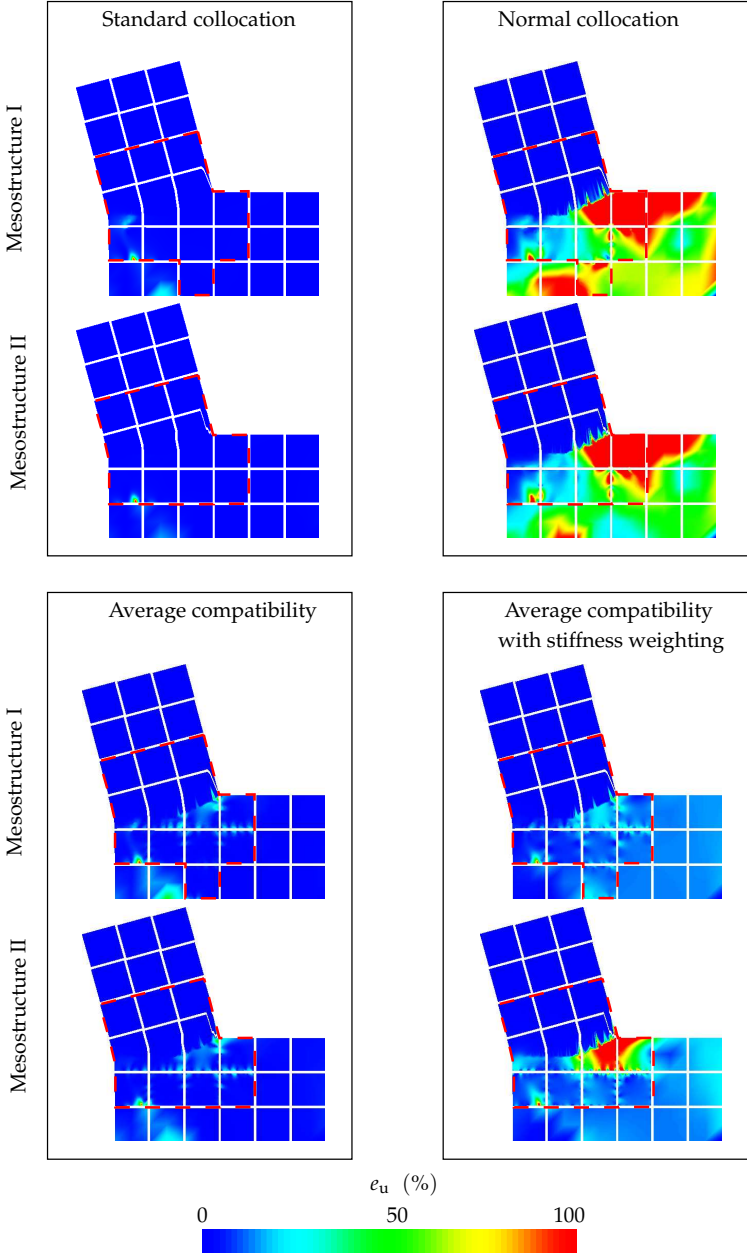 Standard collocation
Normal collocation
Mesostructure I
Mesostructure II
Average compatibility
Average compatibility
with stiffness weighting
Mesostructure I
Mesostructure II
e_u (%)
0 50 100